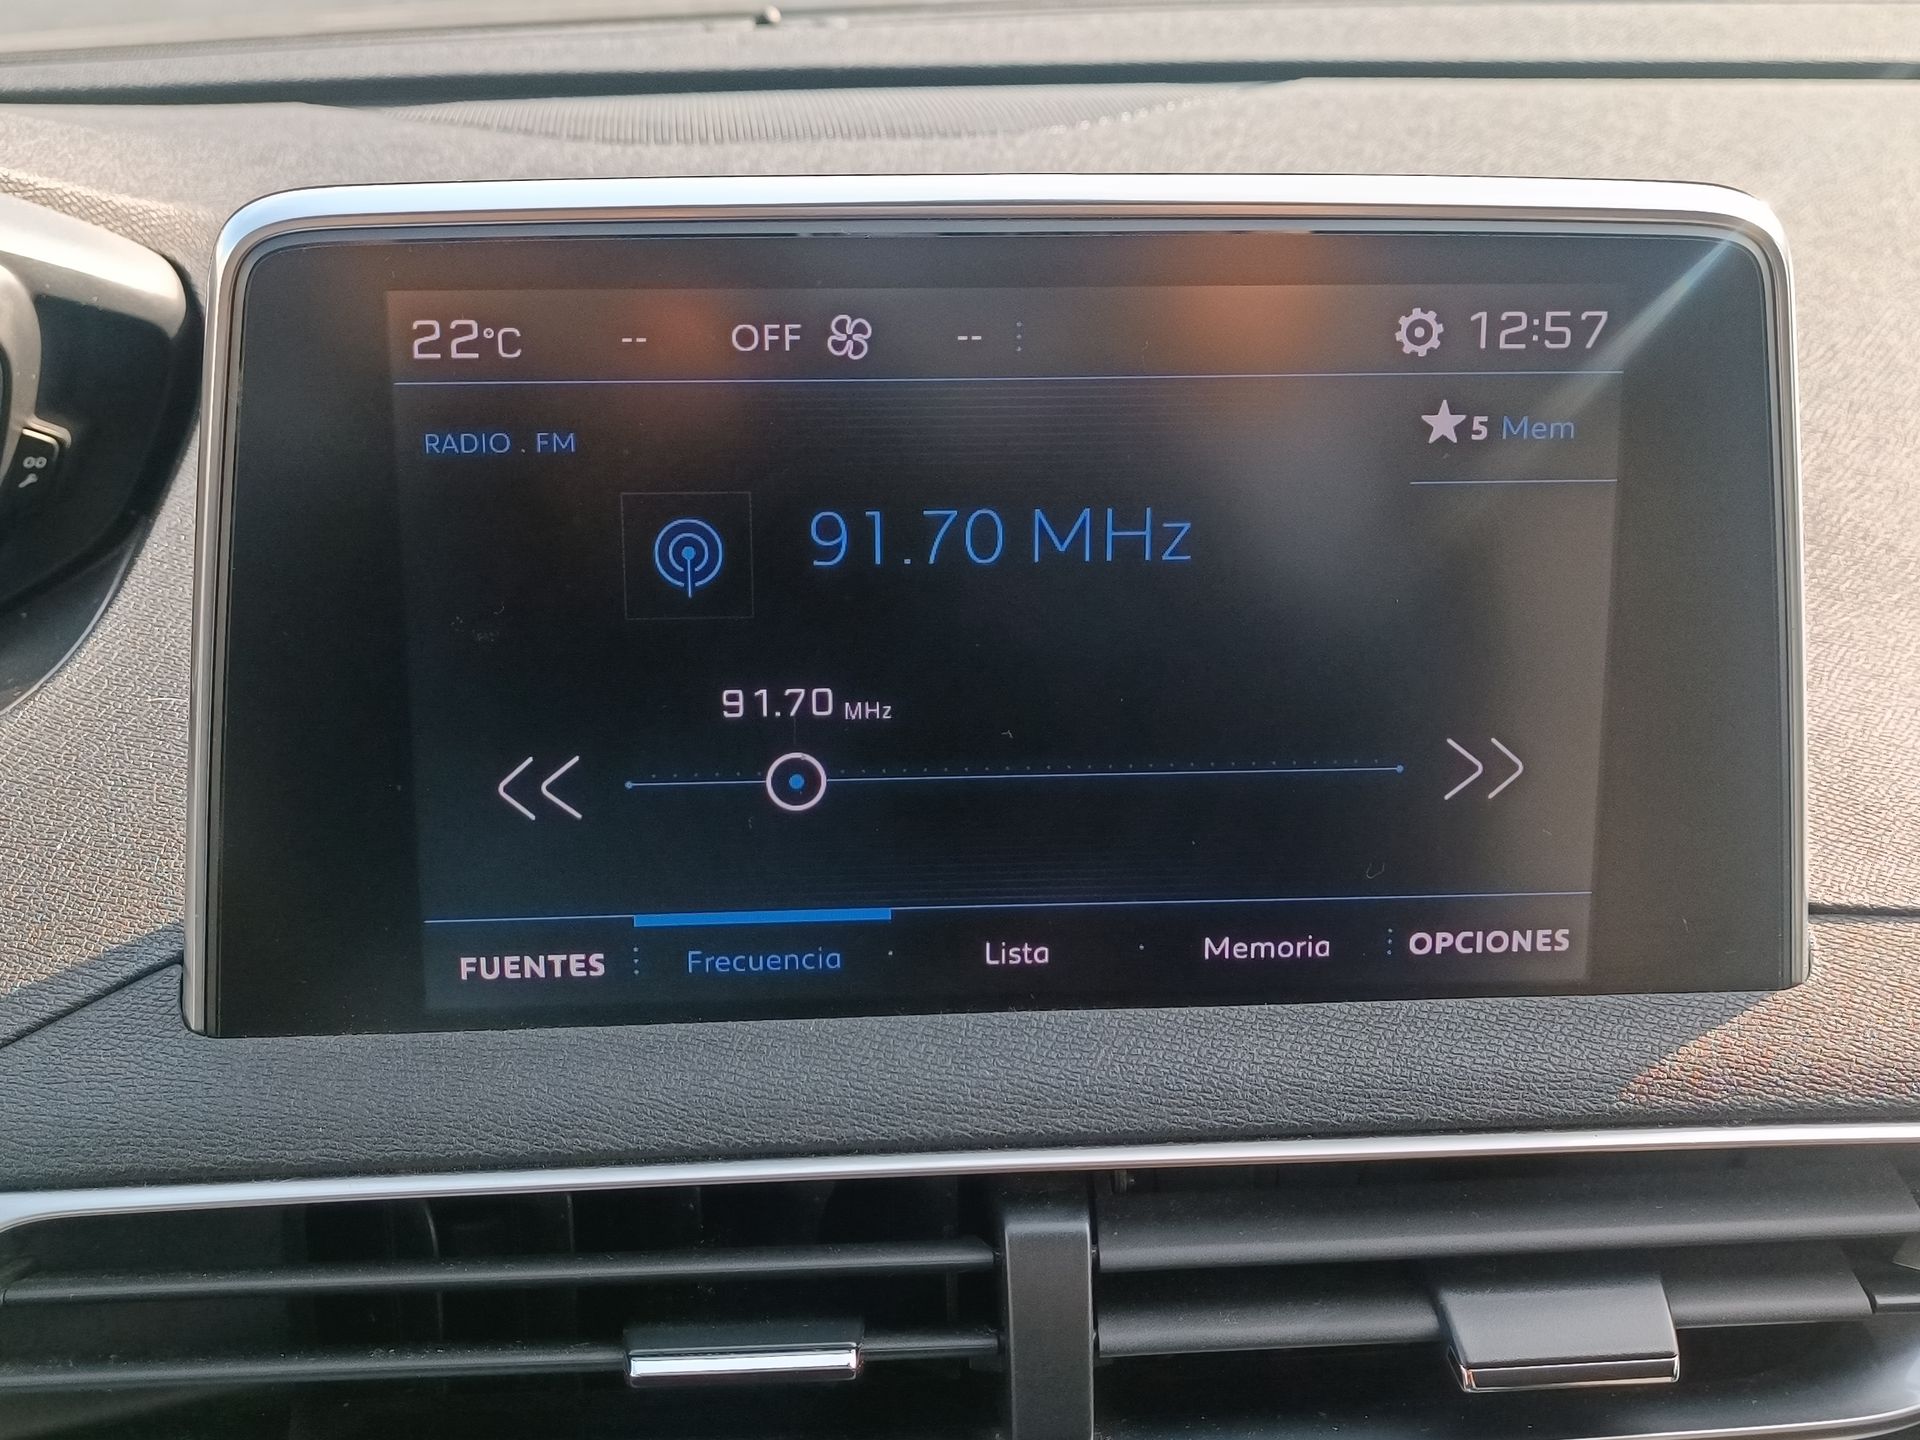 22°C -- OFF -- 12:57
RADIO . FM
5 Mem
91.70 MHz
91.70 MHz
FUENTES Frecuencia Lista Memoria OPCIONES